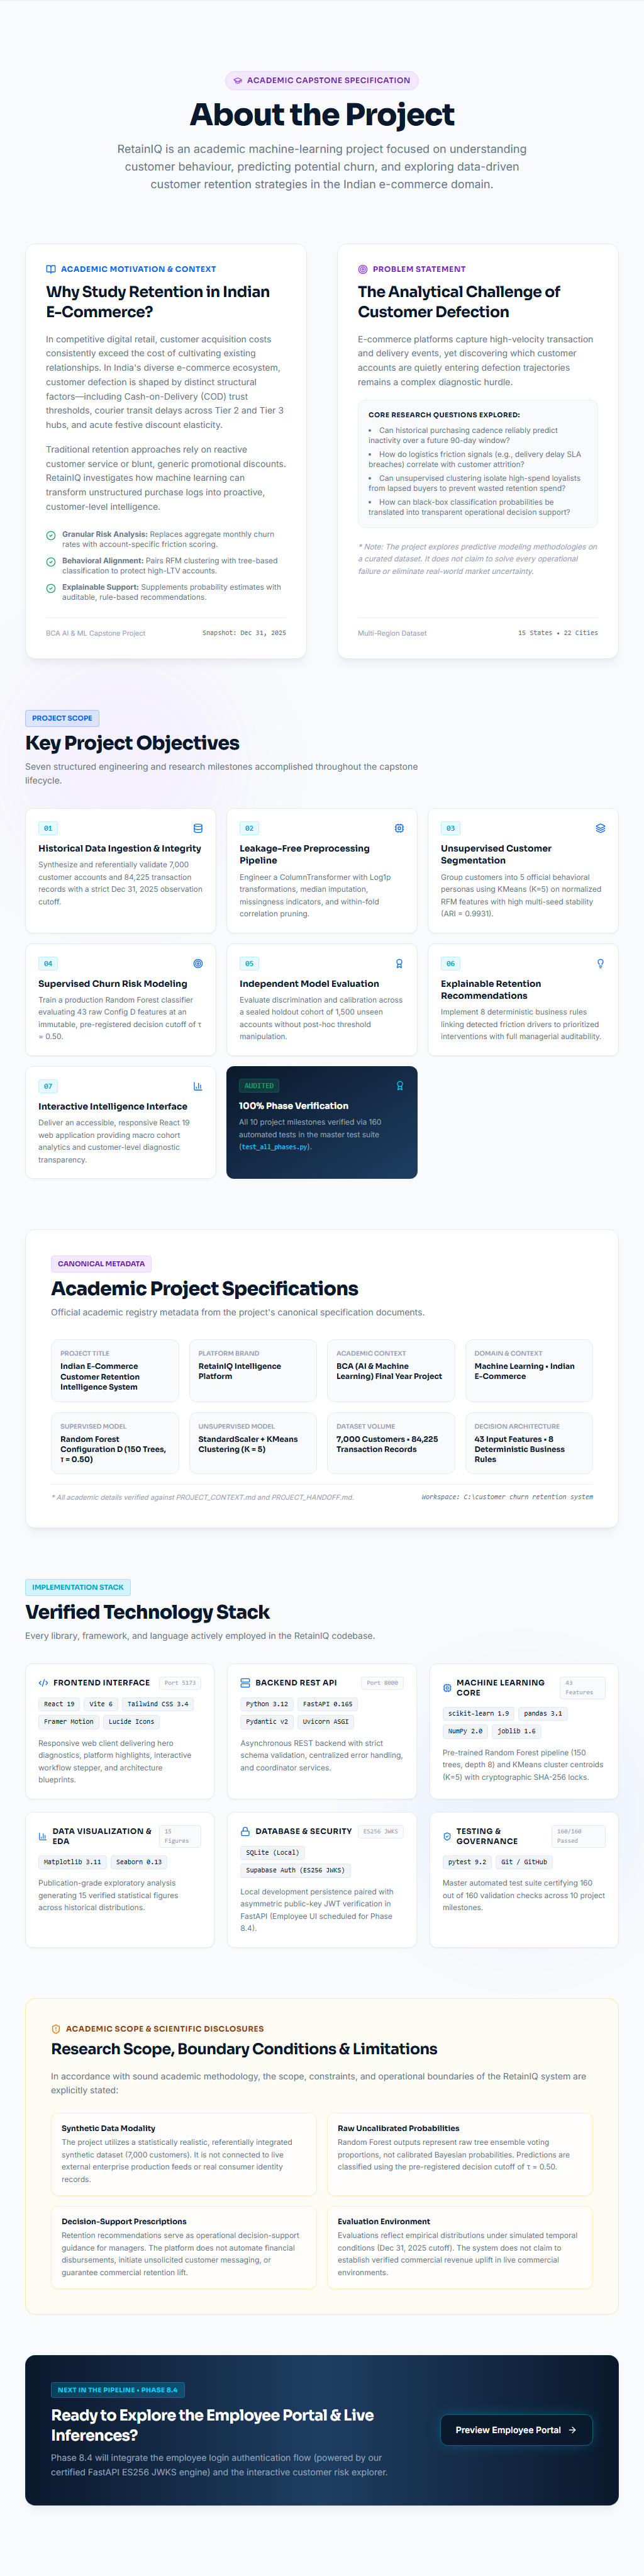 ACADEMIC CAPSTONE SPECIFICATION
About the Project
RetainIQ is an academic machine-learning project focused on understanding
customer behaviour, predicting potential churn, and exploring data-driven
customer retention strategies in the Indian e-commerce domain.
ACADEMIC MOTIVATION & CONTEXT
Why Study Retention in Indian
E-Commerce?
In competitive digital retail, customer acquisition costs
consistently exceed the cost of cultivating existing
relationships. In India's diverse e-commerce ecosystem,
customer defection is shaped by distinct structural
factors—including Cash-on-Delivery (COD) trust
thresholds, courier transit delays across Tier 2 and Tier 3
hubs, and acute festive discount elasticity.
Traditional retention approaches rely on reactive
customer service or blunt, generic promotional discounts.
RetainIQ investigates how machine learning can
transform unstructured purchase logs into proactive,
customer-level intelligence.
Granular Risk Analysis: Replaces aggregate monthly churn
rates with account-specific friction scoring.
Behavioral Alignment: Pairs RFM clustering with tree-based
classification to protect high-LTV accounts.
Explainable Support: Supplements probability estimates with
auditable, rule-based recommendations.
BCA AI & ML Capstone Project
Snapshot: Dec 31, 2025
PROBLEM STATEMENT
The Analytical Challenge of
Customer Defection
E-commerce platforms capture high-velocity transaction
and delivery events, yet discovering which customer
accounts are quietly entering defection trajectories
remains a complex diagnostic hurdle.
CORE RESEARCH QUESTIONS EXPLORED:
• Can historical purchasing cadence reliably predict
inactivity over a future 90-day window?
• How do logistics friction signals (e.g., delivery delay SLA
breaches) correlate with customer attrition?
• Can unsupervised clustering isolate high-spend loyalists
from lapsed buyers to prevent wasted retention spend?
• How can black-box classification probabilities be
translated into transparent operational decision support?
* Note: The project explores predictive modeling methodologies on
a curated dataset. It does not claim to solve every operational
failure or eliminate real-world market uncertainty.
Multi-Region Dataset
15 States • 22 Cities
PROJECT SCOPE
Key Project Objectives
Seven structured engineering and research milestones accomplished throughout the capstone
lifecycle.
01
Historical Data Ingestion & Integrity
Synthesize and referentially validate 7,000
customer accounts and 84,225 transaction
records with a strict Dec 31, 2025 observation
cutoff.
02
Leakage-Free Preprocessing
Pipeline
Engineer a ColumnTransformer with Log1p
transformations, median imputation,
missingness indicators, and within-fold
correlation pruning.
03
Unsupervised Customer
Segmentation
Group customers into 5 official behavioral
personas using KMeans (K=5) on normalized
RFM features with high multi-seed stability
(ARI = 0.9931).
04
Supervised Churn Risk Modeling
Train a production Random Forest classifier
evaluating 43 raw Config D features at an
immutable, pre-registered decision cutoff of τ
= 0.50.
05
Independent Model Evaluation
Evaluate discrimination and calibration across
a sealed holdout cohort of 1,500 unseen
accounts without post-hoc threshold
manipulation.
06
Explainable Retention
Recommendations
Implement 8 deterministic business rules
linking detected friction drivers to prioritized
interventions with full managerial auditability.
07
Interactive Intelligence Interface
Deliver an accessible, responsive React 19
web application providing macro cohort
analytics and customer-level diagnostic
transparency.
AUDITED
100% Phase Verification
All 10 project milestones verified via 160
automated tests in the master test suite
(test_all_phases.py).
CANONICAL METADATA
Academic Project Specifications
Official academic registry metadata from the project's canonical specification documents.
PROJECT TITLE
Indian E-Commerce
Customer Retention
Intelligence System
PLATFORM BRAND
RetainIQ Intelligence
Platform
ACADEMIC CONTEXT
BCA (AI & Machine
Learning) Final Year Project
DOMAIN & CONTEXT
Machine Learning • Indian
E-Commerce
SUPERVISED MODEL
Random Forest
Configuration D (150 Trees,
τ = 0.50)
UNSUPERVISED MODEL
StandardScaler + KMeans
Clustering (K = 5)
DATASET VOLUME
7,000 Customers • 84,225
Transaction Records
DECISION ARCHITECTURE
43 Input Features • 8
Deterministic Business
Rules
* All academic details verified against PROJECT_CONTEXT.md and PROJECT_HANDOFF.md.
Workspace: C:\customer churn retention system
IMPLEMENTATION STACK
Verified Technology Stack
Every library, framework, and language actively employed in the RetainIQ codebase.
FRONTEND INTERFACE
Port 5173
React 19
Vite 6
Tailwind CSS 3.4
Framer Motion
Lucide Icons
Responsive web client delivering hero
diagnostics, platform highlights, interactive
workflow stepper, and architecture
blueprints.
BACKEND REST API
Port 8000
Python 3.12
FastAPI 0.165
Pydantic v2
Uvicorn ASGI
Asynchronous REST backend with strict
schema validation, centralized error handling,
and coordinator services.
MACHINE LEARNING
CORE
43
Features
scikit-learn 1.9
pandas 3.1
NumPy 2.0
joblib 1.6
Pre-trained Random Forest pipeline (150
trees, depth 8) and KMeans cluster centroids
(K=5) with cryptographic SHA-256 locks.
DATA VISUALIZATION &
EDA
15
Figures
Matplotlib 3.11
Seaborn 0.13
Publication-grade exploratory analysis
generating 15 verified statistical figures
across historical distributions.
DATABASE & SECURITY
ES256 JWKS
SQLite (Local)
Supabase Auth (ES256 JWKS)
Local development persistence paired with
asymmetric public-key JWT verification in
FastAPI (Employee UI scheduled for Phase
8.4).
TESTING &
GOVERNANCE
160/160
Passed
pytest 9.2
Git / GitHub
Master automated test suite certifying 160
out of 160 validation checks across 10 project
milestones.
ACADEMIC SCOPE & SCIENTIFIC DISCLOSURES
Research Scope, Boundary Conditions & Limitations
In accordance with sound academic methodology, the scope, constraints, and operational boundaries of the RetainIQ system are
explicitly stated:
Synthetic Data Modality
The project utilizes a statistically realistic, referentially integrated
synthetic dataset (7,000 customers). It is not connected to live
external enterprise production feeds or real consumer identity
records.
Raw Uncalibrated Probabilities
Random Forest outputs represent raw tree ensemble voting
proportions, not calibrated Bayesian probabilities. Predictions are
classified using the pre-registered decision cutoff of τ = 0.50.
Decision-Support Prescriptions
Retention recommendations serve as operational decision-support
guidance for managers. The platform does not automate financial
disbursements, initiate unsolicited customer messaging, or
guarantee commercial retention lift.
Evaluation Environment
Evaluations reflect empirical distributions under simulated temporal
conditions (Dec 31, 2025 cutoff). The system does not claim to
establish verified commercial revenue uplift in live commercial
environments.
NEXT IN THE PIPELINE • PHASE 8.4
Ready to Explore the Employee Portal & Live
Inferences?
Phase 8.4 will integrate the employee login authentication flow (powered by our
certified FastAPI ES256 JWKS engine) and the interactive customer risk explorer.
Preview Employee Portal →